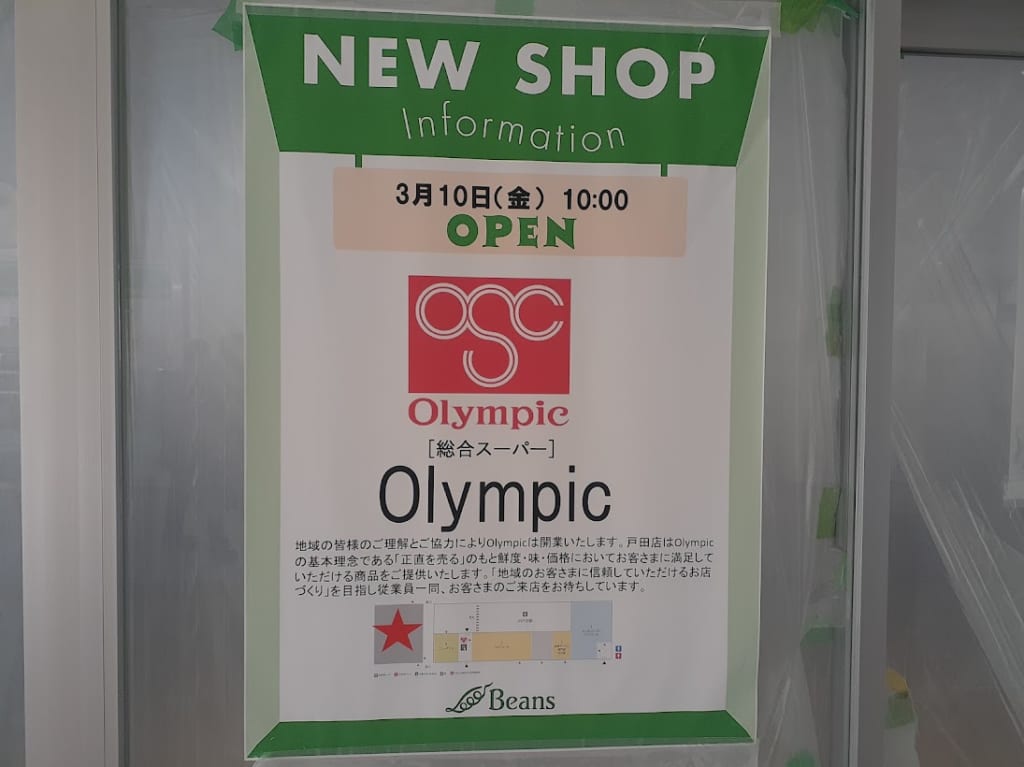 NEW SHOP
Information
3月10日(金) 10:00
OPEN
OSC
Olympic
[総合スーパー]
Olympic
地域の皆様のご理解とご協力によりOlympicは開業いたします。戸田店はOlympic
の基本理念である「正直を売る」のもと鮮度・味・価格においてお客さまに満足して
いただける商品をご提供いたします。「地域のお客さまに信頼していただけるお店
づくり」を目指し従業員一同、お客さまのご来店をお待ちしています。
Beans